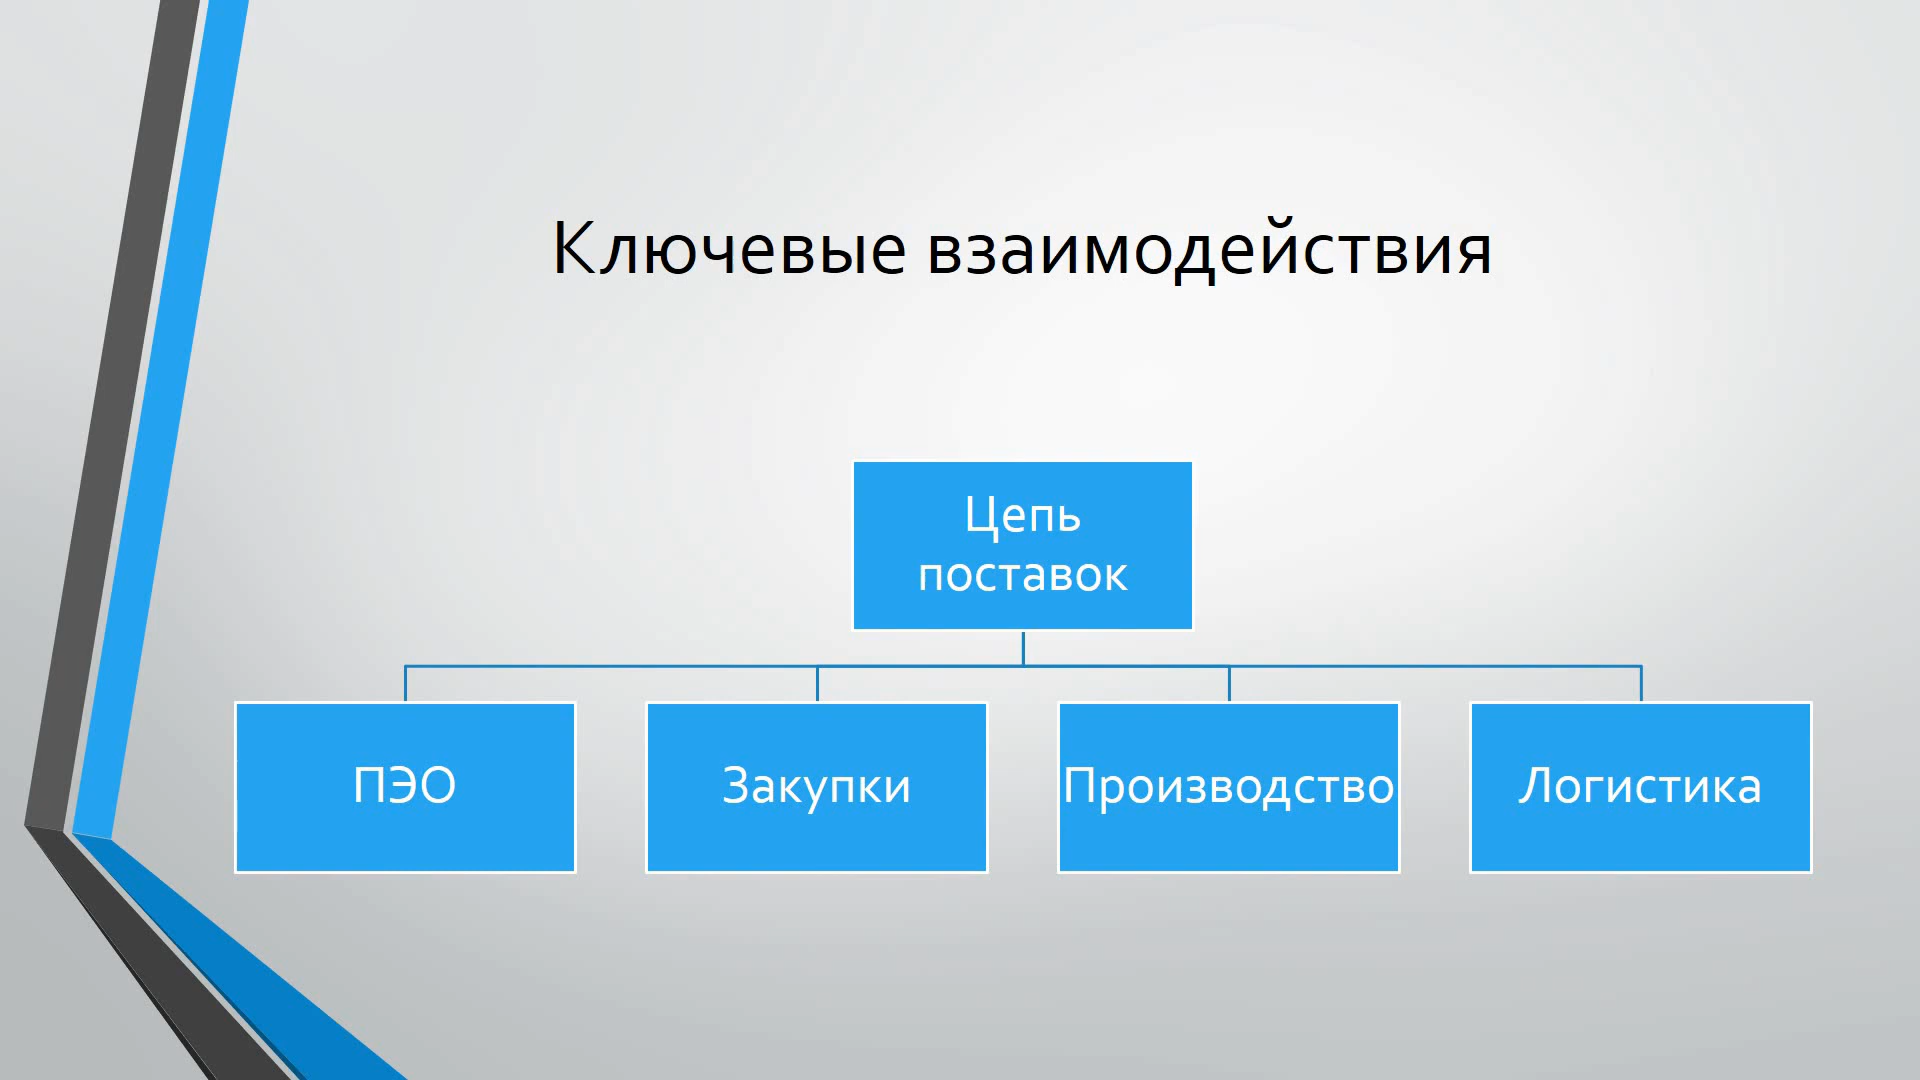 Ключевые взаимодействия
Цепь
поставок
ПЭО
Закупки
Производство
Логистика